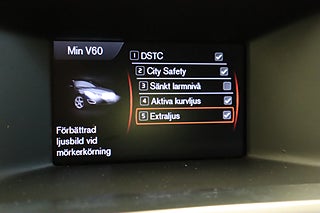 Min V60
1 DSTC
2 City Safety
3 Sänkt larmnivå
4 Aktiva kurvljus
5 Extraljus
Förbättrad
ljusbild vid
mörkerkörning